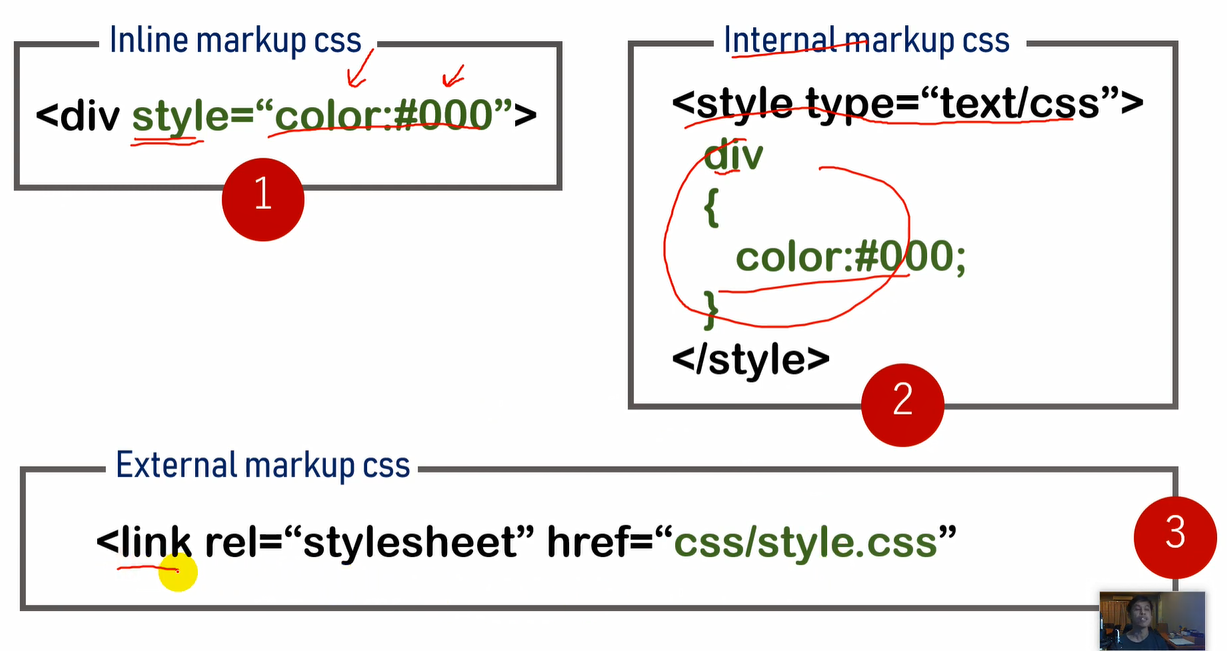 Inline markup css
<div style=“color:#000”>
1
Internal markup css
<style type=“text/css”>
div
{
color:#000;
}
</style>
2
External markup css
<link rel=“stylesheet” href=“css/style.css”
3